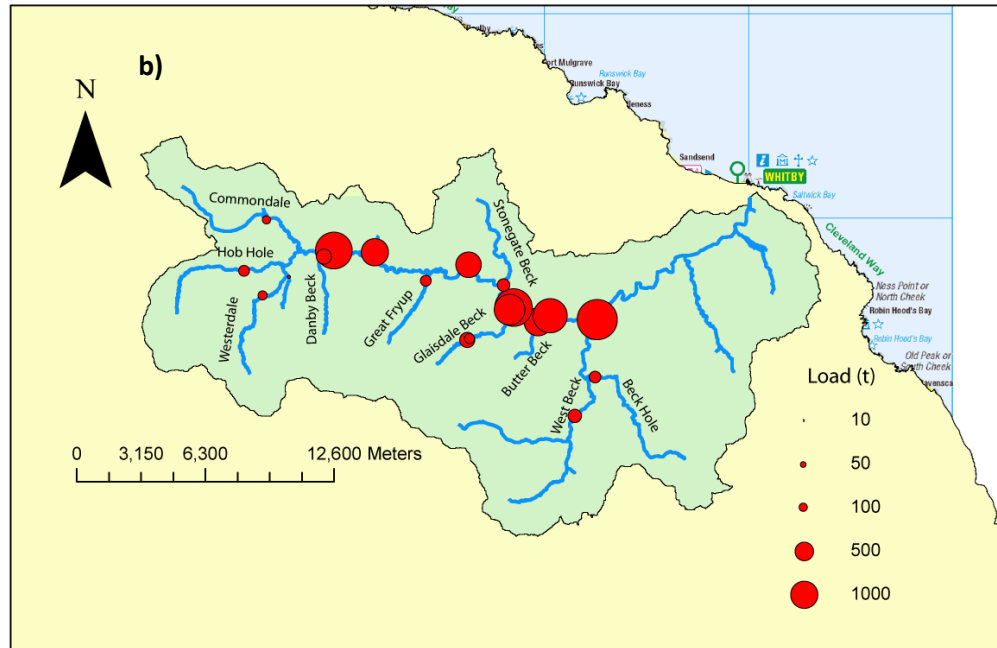 b)
N
ort Mulgrave
Runswick Bay
Runswick Bay
leness
Sandsend
WHITBY
Saltwick Bay
Cleveland Way
Ness Point or
North Cheek
Robin Hood's Bay
Robin Hood's Bay
Old Peak or
South Cheek
avenscar
Commondale
Hob Hole
Westerdale
Danby Beck
Great Fryup
Glaisdale Beck
Stonegate Beck
Butter Beck
West Beck
Beck Hole
0 3,150 6,300 12,600 Meters
Load (t)
10
50
100
500
1000